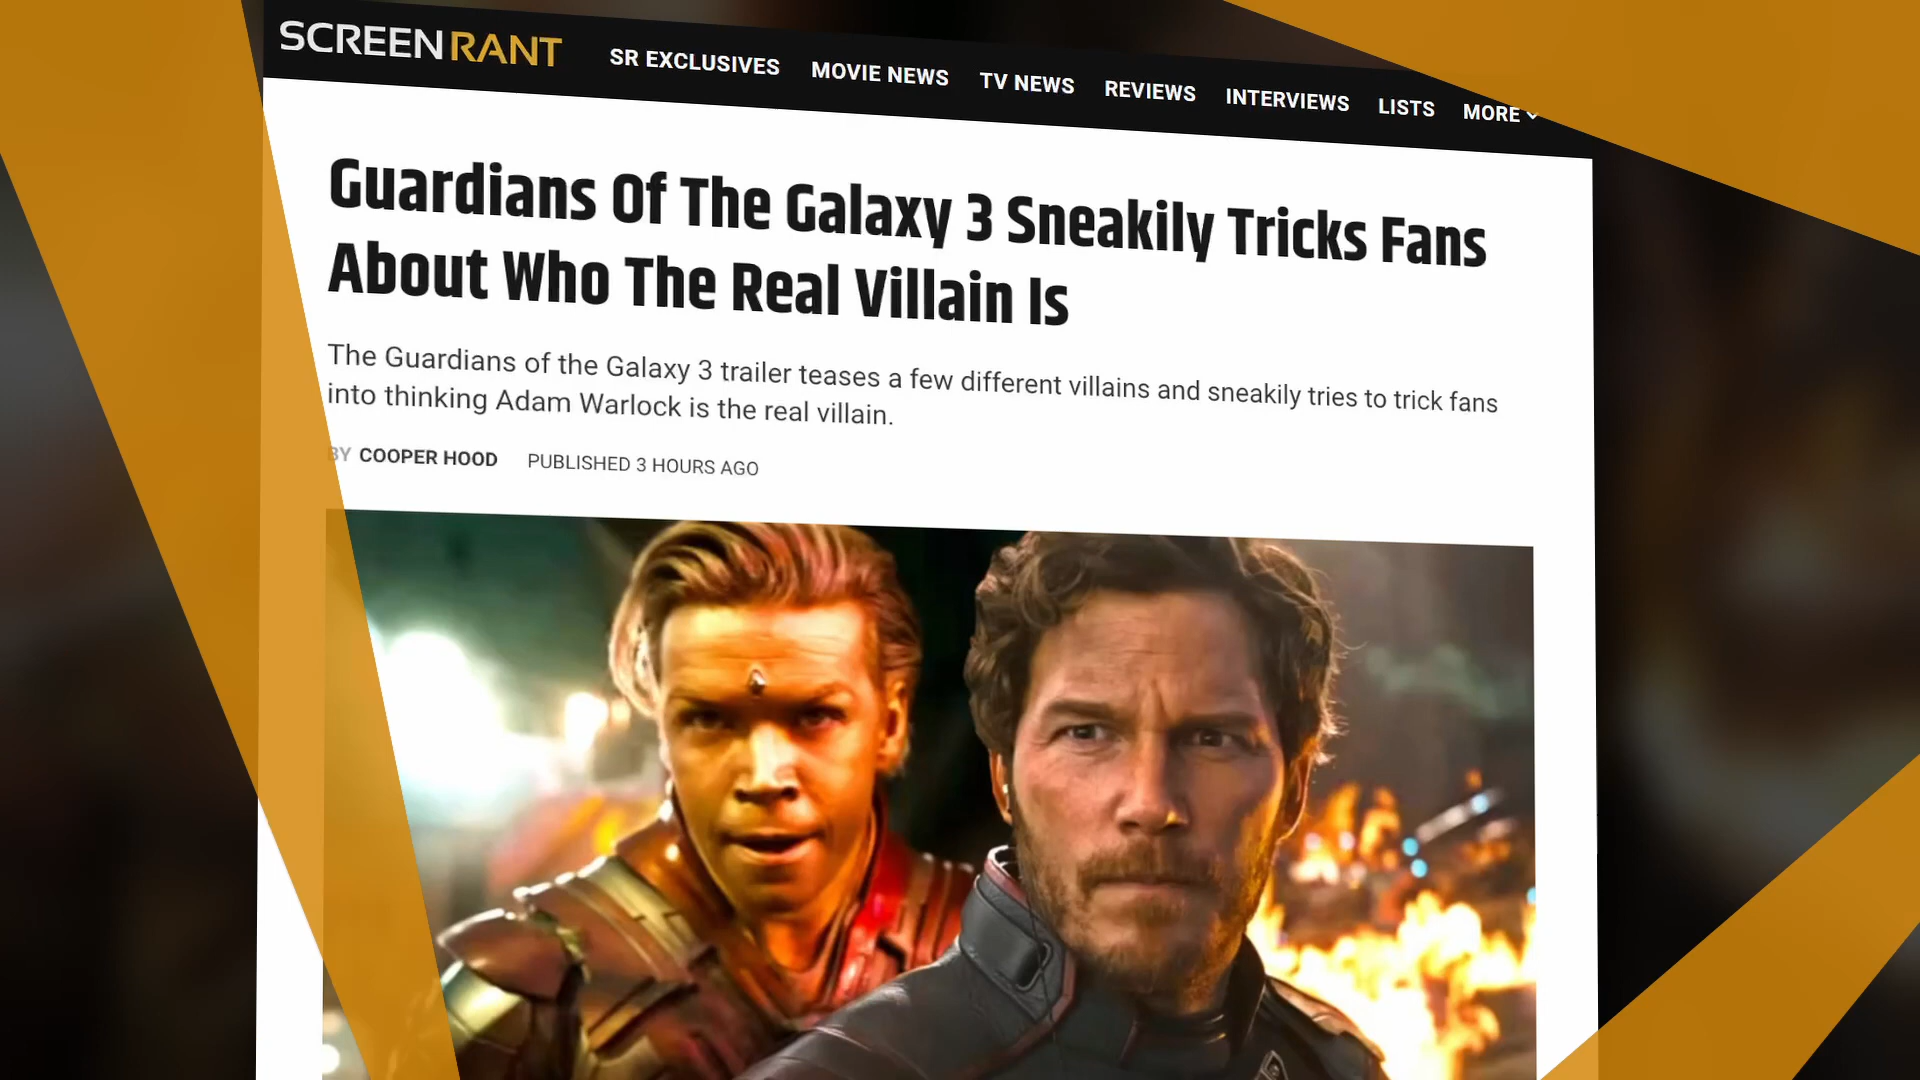 SCREENRANT SR EXCLUSIVES MOVIE NEWS TV NEWS REVIEWS INTERVIEWS LISTS MORE
Guardians Of The Galaxy 3 Sneakily Tricks Fans
About Who The Real Villain Is
The Guardians of the Galaxy 3 trailer teases a few different villains and sneakily tries to trick fans
into thinking Adam Warlock is the real villain.
BY COOPER HOOD PUBLISHED 3 HOURS AGO